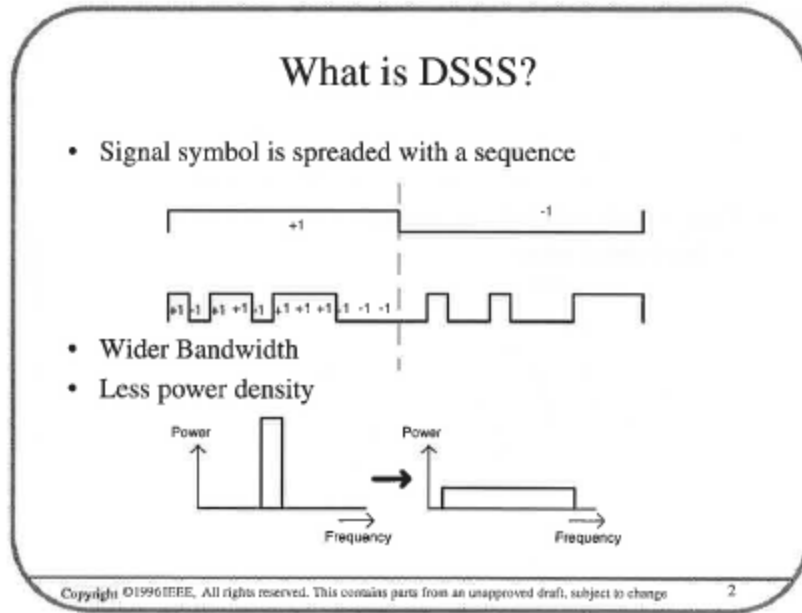 What is DSSS?
• Signal symbol is spreaded with a sequence
+1
-1
+1 -1 +1 +1 -1 +1 +1 +1 -1 -1 -1
• Wider Bandwidth
• Less power density
Power
Frequency
Power
Frequency
Copyright ©1996 IEEE, All rights reserved. This contains parts from an unapproved draft, subject to change
2